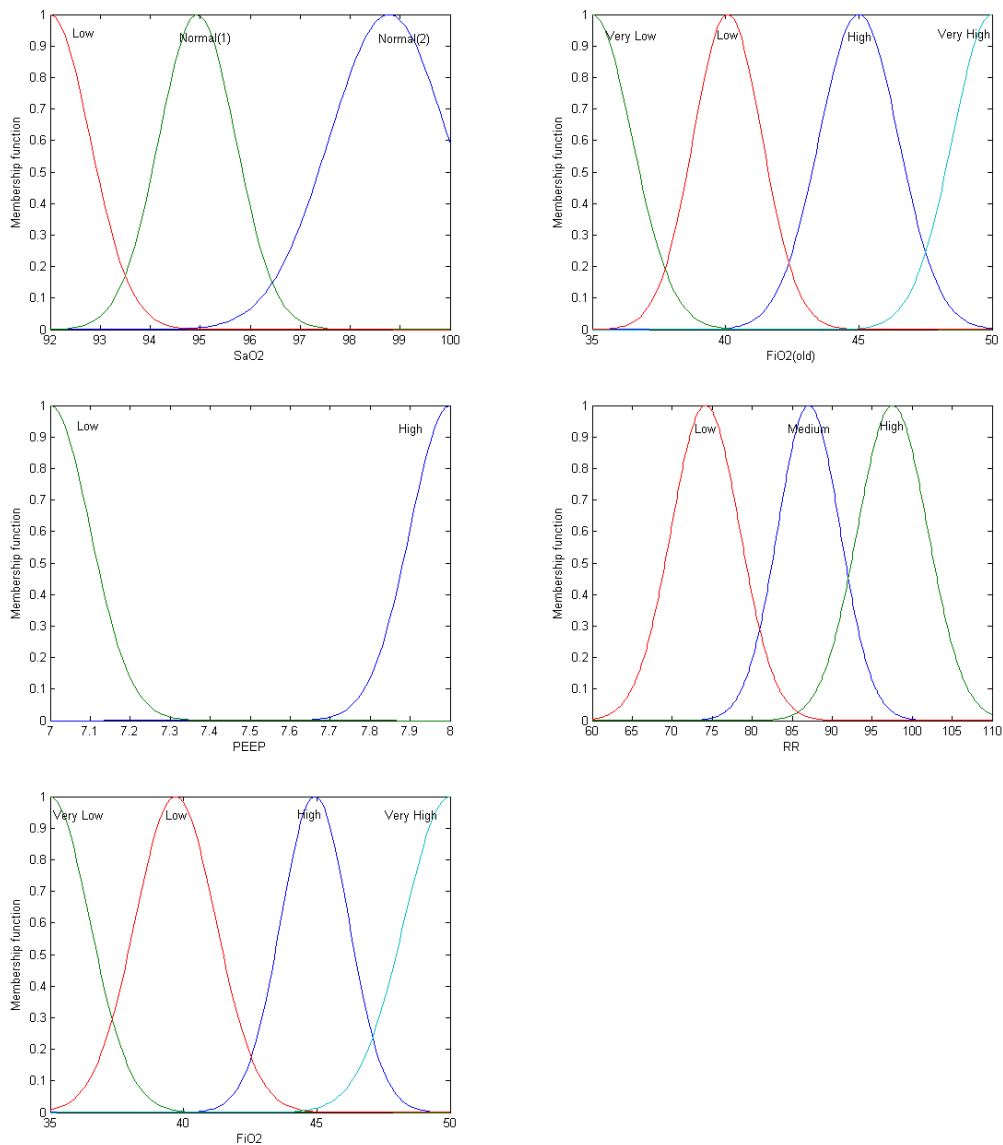 1
0.9
0.8
0.7
0.6
0.5
0.4
0.3
0.2
0.1
0
Membership function
Low
Normal(1)
Normal(2)
92 93 94 95 96 97 98 99 100
SaO2
1
0.9
0.8
0.7
0.6
0.5
0.4
0.3
0.2
0.1
0
Membership function
Very Low
Low
High
Very High
35 40 45 50
FiO2(old)
1
0.9
0.8
0.7
0.6
0.5
0.4
0.3
0.2
0.1
0
Membership function
Low
High
7 7.1 7.2 7.3 7.4 7.5 7.6 7.7 7.8 7.9 8
PEEP
1
0.9
0.8
0.7
0.6
0.5
0.4
0.3
0.2
0.1
0
Membership function
Low
Medium
High
60 65 70 75 80 85 90 95 100 105 110
RR
1
0.9
0.8
0.7
0.6
0.5
0.4
0.3
0.2
0.1
0
Membership function
Very Low
Low
High
Very High
35 40 45 50
FiO2